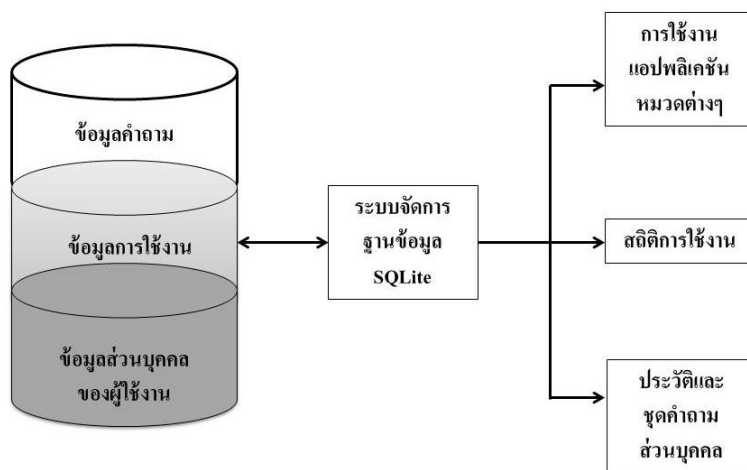 ข้อมูลคำถาม
ข้อมูลการใช้งาน
ข้อมูลส่วนบุคคล
ของผู้ใช้งาน
ระบบจัดการ
ฐานข้อมูล
SQLite
การใช้งาน
แอปพลิเคชัน
หมวดต่างๆ
สถิติการใช้งาน
ประวัติและ
ชุดคำถาม
ส่วนบุคคล